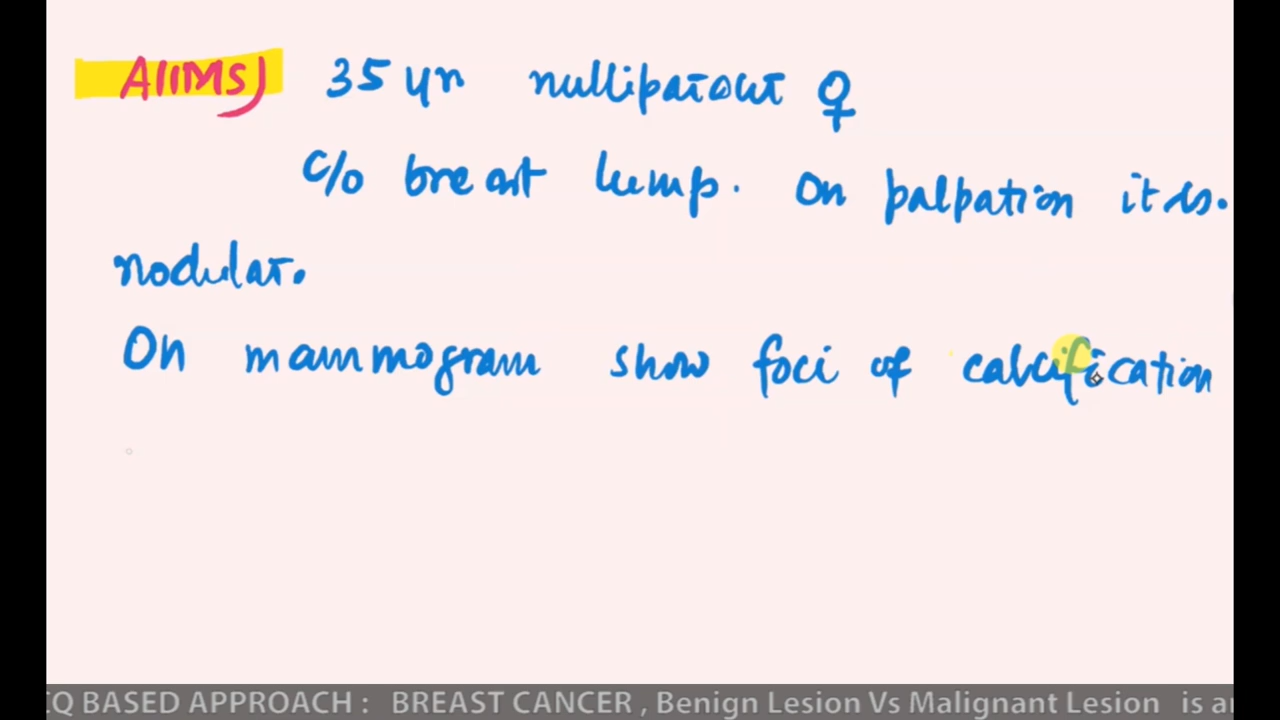 AIIMS) 35 yr nulliparous ♀
C/O breast lump. On palpation it is.
nodular.
On mammogram show foci of calcification
CQ BASED APPROACH : BREAST CANCER , Benign Lesion Vs Malignant Lesion is a